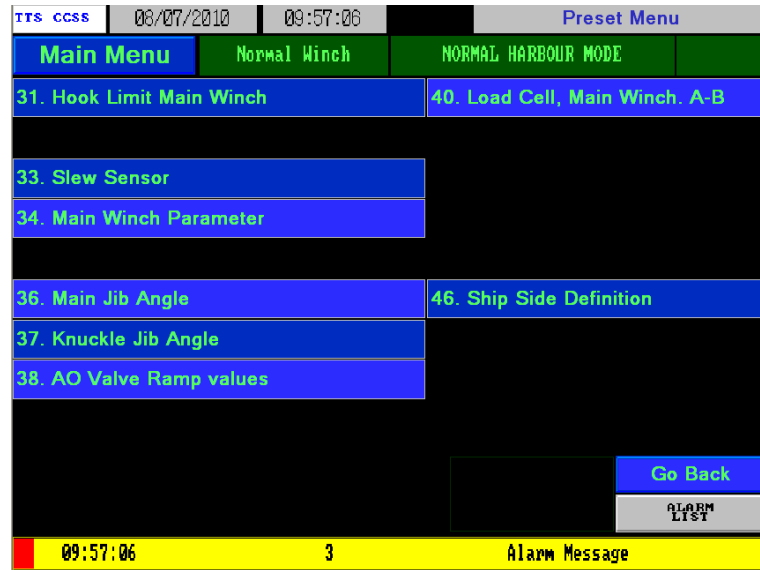 TTS CCSS 08/07/2010 09:57:06 Preset Menu
Main Menu Normal Winch NORMAL HARBOUR MODE
31. Hook Limit Main Winch 40. Load Cell, Main Winch. A-B
33. Slew Sensor
34. Main Winch Parameter
36. Main Jib Angle 46. Ship Side Definition
37. Knuckle Jib Angle
38. AO Valve Ramp values
Go Back
ALARM
LIST
09:57:06 3 Alarm Message